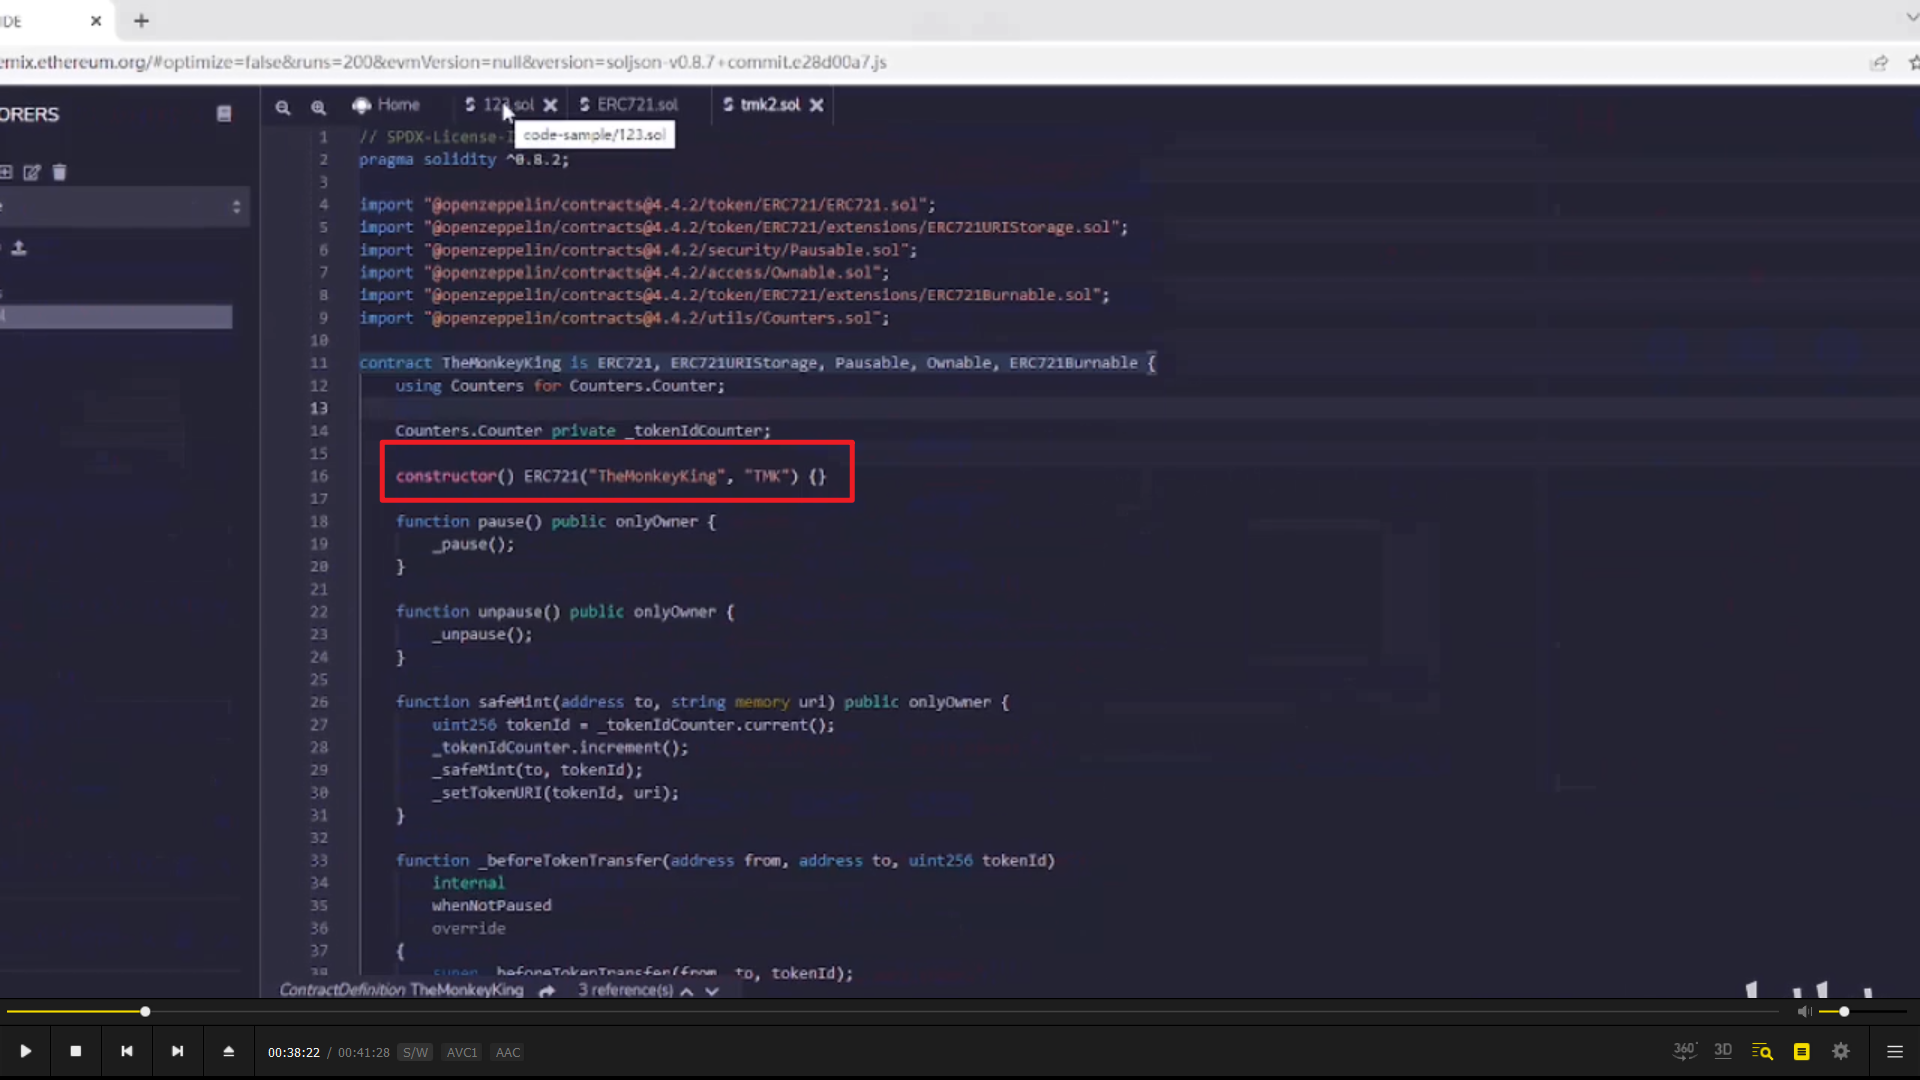 IDE
emix.ethereum.org/#optimize=false&runs=200&evmVersion=null&version=soljson-v0.8.7+commit.e28d00a7.js
ORERS
Home
123.sol
ERC721.sol
tmk2.sol
code-sample/123.sol
1 // SPDX-License-I
2 pragma solidity ^0.8.2;
3
4 import "@openzeppelin/contracts@4.4.2/token/ERC721/ERC721.sol";
5 import "@openzeppelin/contracts@4.4.2/token/ERC721/extensions/ERC721URIStorage.sol";
6 import "@openzeppelin/contracts@4.4.2/security/Pausable.sol";
7 import "@openzeppelin/contracts@4.4.2/access/Ownable.sol";
8 import "@openzeppelin/contracts@4.4.2/token/ERC721/extensions/ERC721Burnable.sol";
9 import "@openzeppelin/contracts@4.4.2/utils/Counters.sol";
10
11 contract TheMonkeyKing is ERC721, ERC721URIStorage, Pausable, Ownable, ERC721Burnable {
12 using Counters for Counters.Counter;
13
14 Counters.Counter private _tokenIdCounter;
15
16 constructor() ERC721("TheMonkeyKing", "TMK") {}
17
18 function pause() public onlyOwner {
19 _pause();
20 }
21
22 function unpause() public onlyOwner {
23 _unpause();
24 }
25
26 function safeMint(address to, string memory uri) public onlyOwner {
27 uint256 tokenId = _tokenIdCounter.current();
28 _tokenIdCounter.increment();
29 _safeMint(to, tokenId);
30 _setTokenURI(tokenId, uri);
31 }
32
33 function _beforeTokenTransfer(address from, address to, uint256 tokenId)
34 internal
35 whenNotPaused
36 override
37 {
38 super._beforeTokenTransfer(from, to, tokenId);
ContractDefinition TheMonkeyKing 3 reference(s)
00:38:22 / 00:41:28 S/W AVC1 AAC
360° 3D